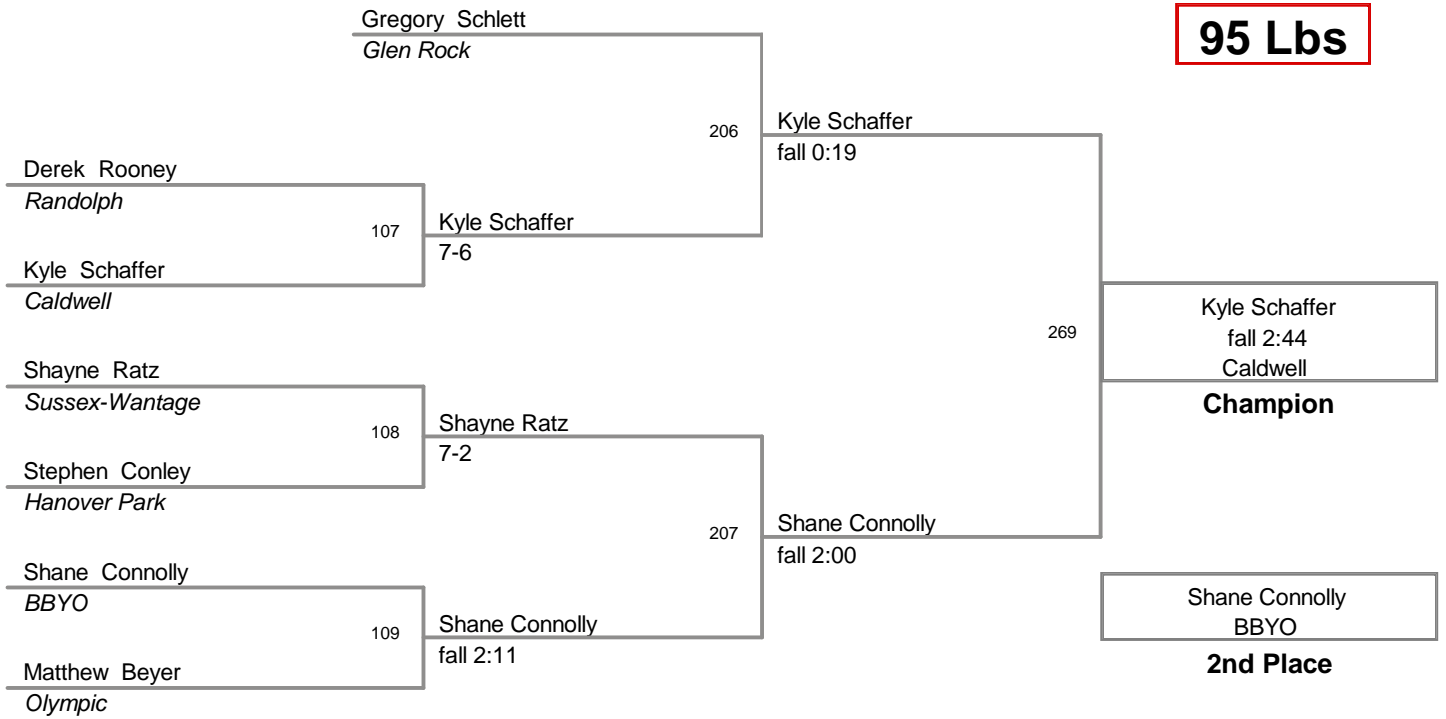 Gregory Schlett
Glen Rock
95 Lbs
206
Kyle Schaffer
fall 0:19
Derek Rooney
Randolph
107
Kyle Schaffer
7-6
Kyle Schaffer
Caldwell
Kyle Schaffer
fall 2:44
Caldwell
Champion
269
Shayne Ratz
Sussex-Wantage
108
Shayne Ratz
7-2
Stephen Conley
Hanover Park
207
Shane Connolly
fall 2:00
Shane Connolly
BBYO
109
Shane Connolly
fall 2:11
Matthew Beyer
Olympic
Shane Connolly
BBYO
2nd Place